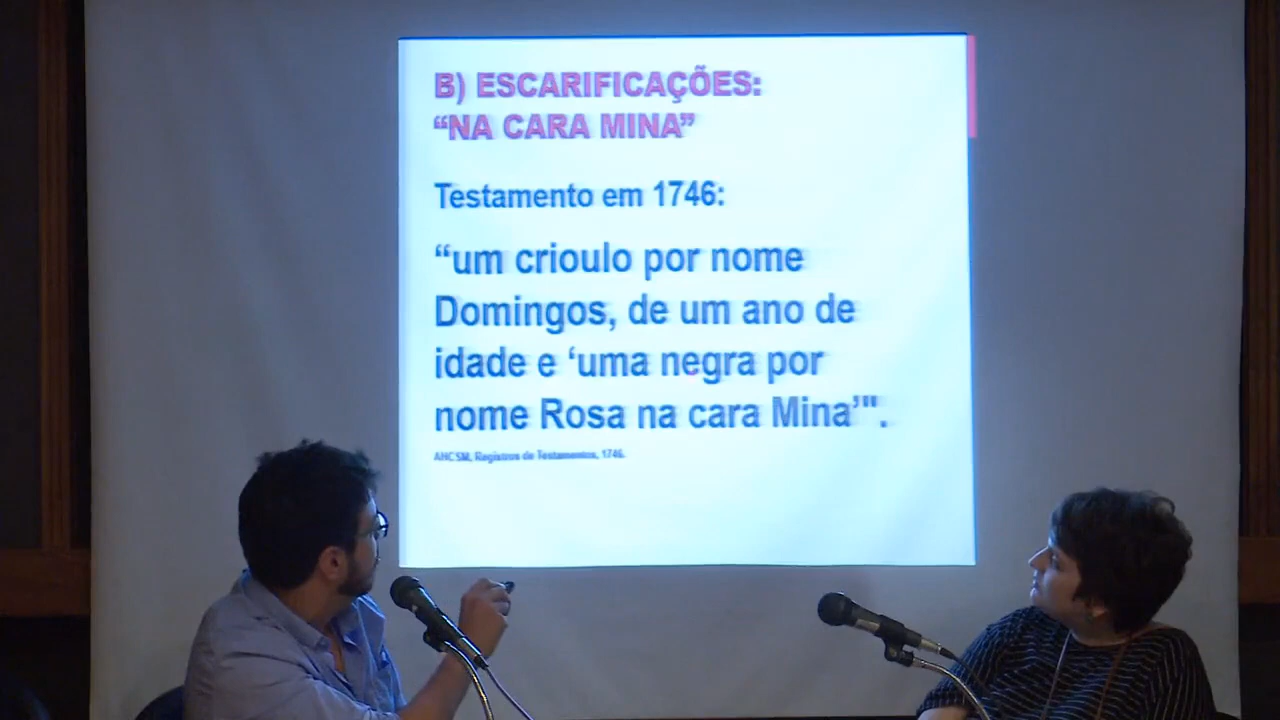 B) ESCARIFICAÇÕES:
“NA CARA MINA”
Testamento em 1746:
“um crioulo por nome
Domingos, de um ano de
idade e ‘uma negra por
nome Rosa na cara Mina’".
AHCSM, Registros de Testamentos, 1746.